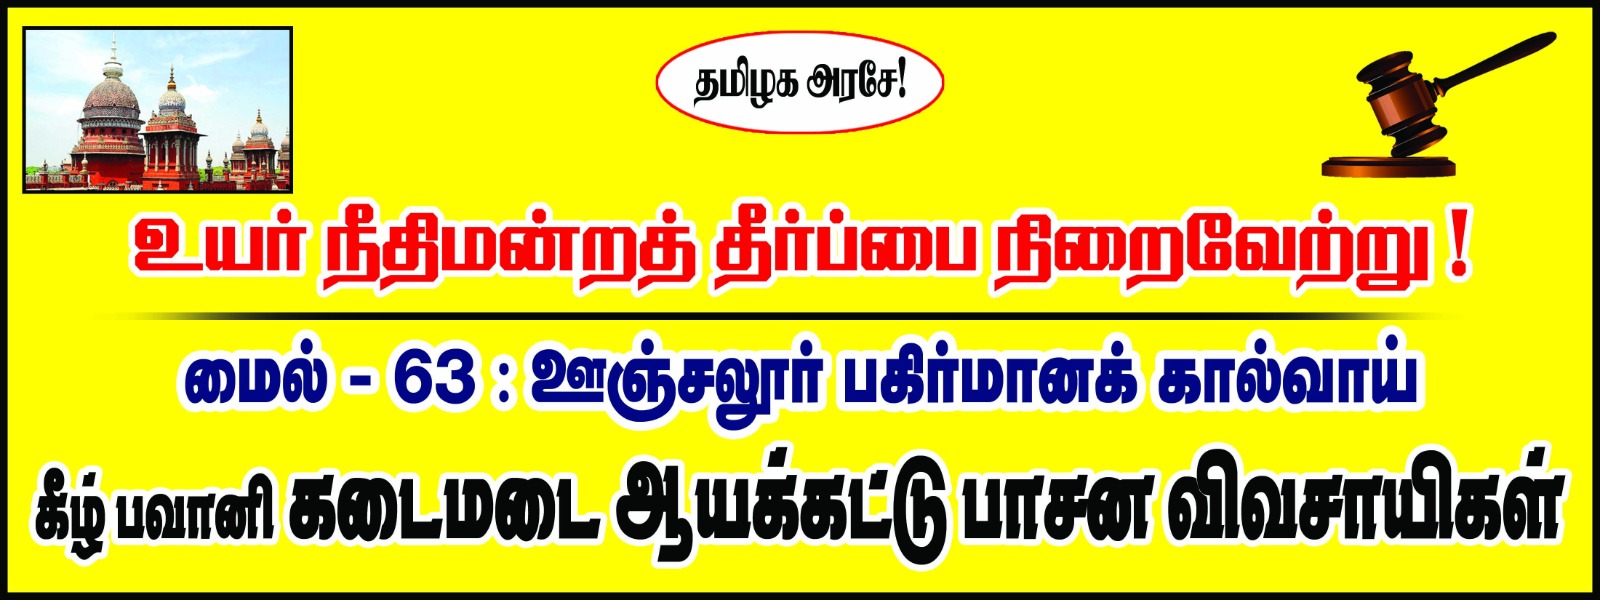 தமிழக அரசே!
உயர் நீதிமன்றத் தீர்ப்பை நிறைவேற்று !
மைல் - 63 : ஊஞ்சலூர் பகிர்மானக் கால்வாய்
கீழ் பவானி கடைமடை ஆயக்கட்டு பாசன விவசாயிகள்